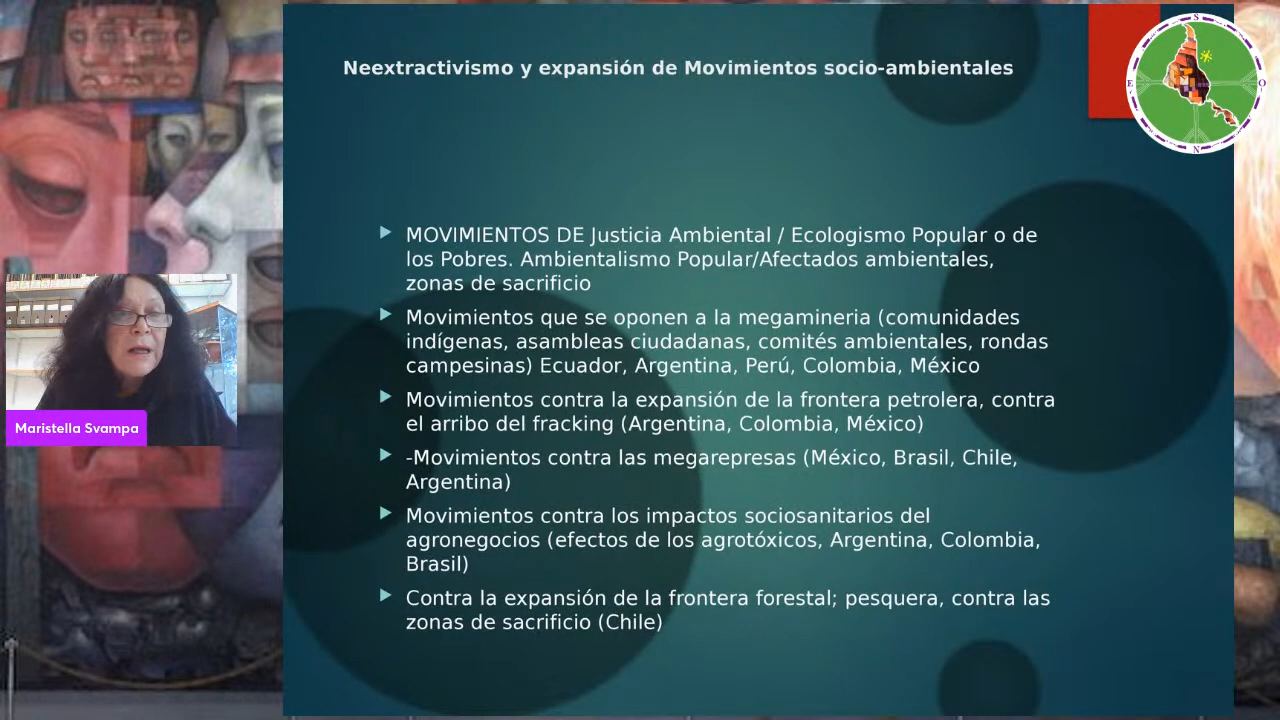 Neextractivismo y expansión de Movimientos socio-ambientales
S
E
O
N
MOVIMIENTOS DE Justicia Ambiental / Ecologismo Popular o de
los Pobres. Ambientalismo Popular/Afectados ambientales,
zonas de sacrificio
Movimientos que se oponen a la megamineria (comunidades
indígenas, asambleas ciudadanas, comités ambientales, rondas
campesinas) Ecuador, Argentina, Perú, Colombia, México
Movimientos contra la expansión de la frontera petrolera, contra
el arribo del fracking (Argentina, Colombia, México)
-Movimientos contra las megarepresas (México, Brasil, Chile,
Argentina)
Movimientos contra los impactos sociosanitarios del
agronegocios (efectos de los agrotóxicos, Argentina, Colombia,
Brasil)
Contra la expansión de la frontera forestal; pesquera, contra las
zonas de sacrificio (Chile)
Maristella Svampa